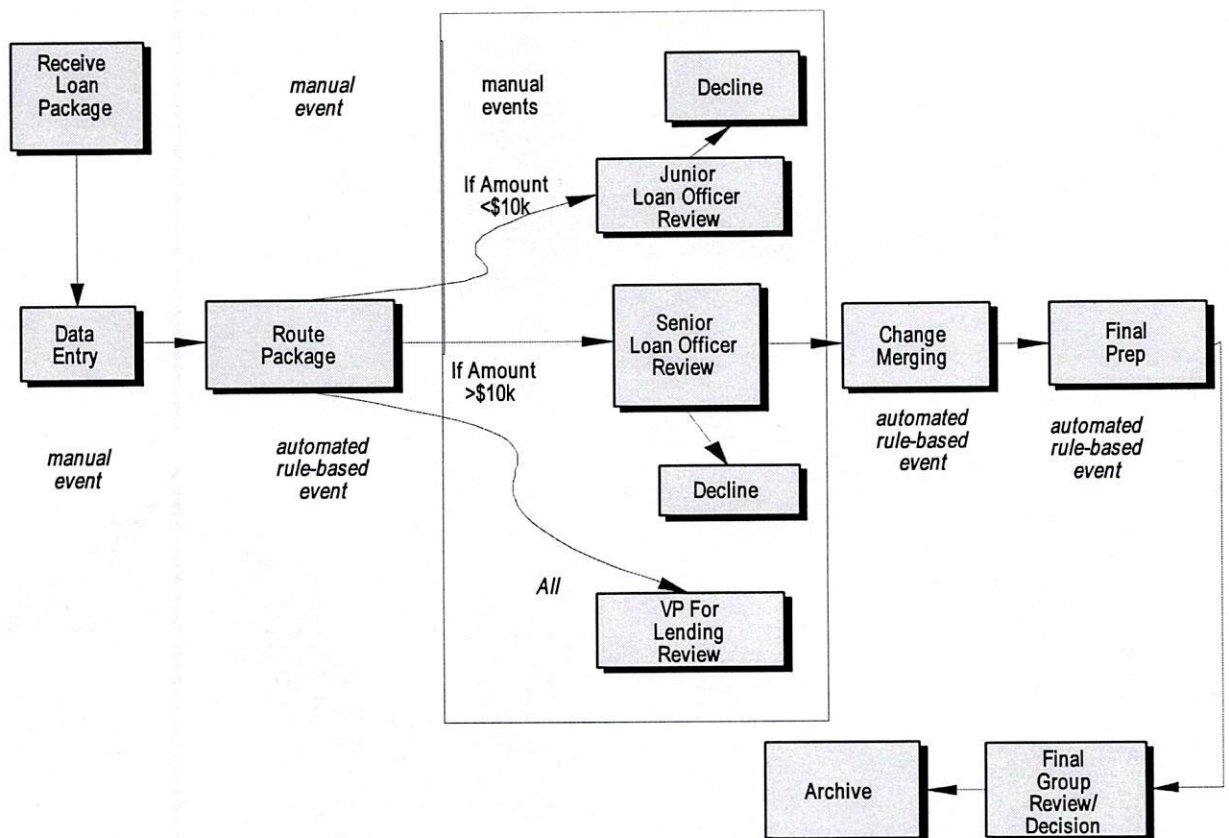 Receive
Loan
Package
manual
event
manual
events
Decline
If Amount
<$10k
Junior
Loan Officer
Review
Data
Entry
Route
Package
If Amount
>$10k
Senior
Loan Officer
Review
Change
Merging
Final
Prep
manual
event
automated
rule-based
event
automated
rule-based
event
automated
rule-based
event
Decline
All
VP For
Lending
Review
Archive
Final
Group
Review/
Decision